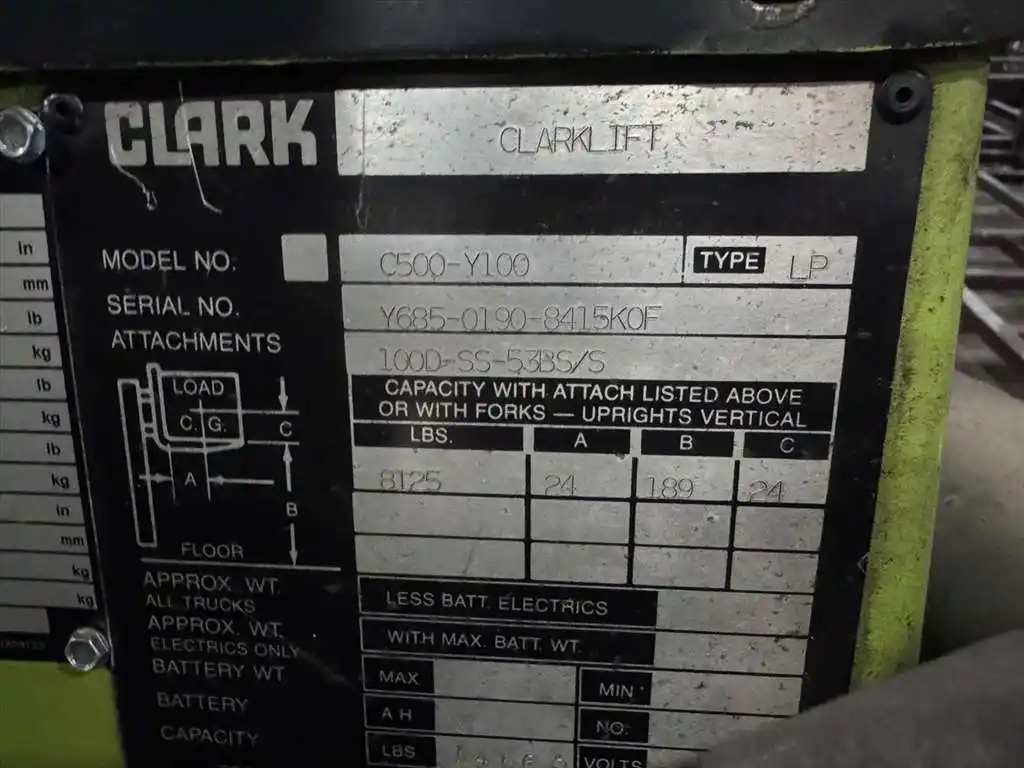 CLARK
CLARKLIFT
MODEL NO. C500-Y100 TYPE LP
SERIAL NO. Y685-0190-8415KOF
ATTACHMENTS 100D-SS-53BS/S
CAPACITY WITH ATTACH LISTED ABOVE
OR WITH FORKS — UPRIGHTS VERTICAL
LBS. A B C
8125 24 189 24
LOAD
C. G.
C
A
B
FLOOR
APPROX. WT.
ALL TRUCKS
LESS BATT. ELECTRICS
APPROX. WT.
ELECTRICS ONLY
WITH MAX. BATT. WT.
BATTERY WT.
MAX MIN
BATTERY
AH NO.
CAPACITY
LBS VOLTS
in
mm
lb
kg
lb
kg
lb
kg
in
mm
kg
kg